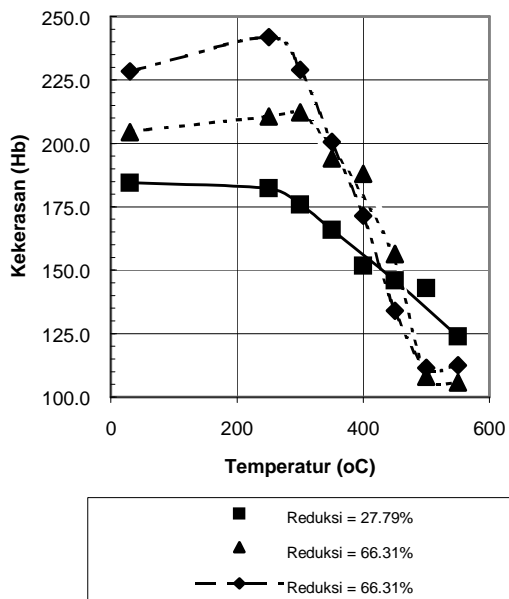 250.0
225.0
200.0
175.0
150.0
125.0
100.0
Kekerasan (Hb)
0 200 400 600
Temperatur (oC)
Reduksi = 27.79%
Reduksi = 66.31%
Reduksi = 66.31%